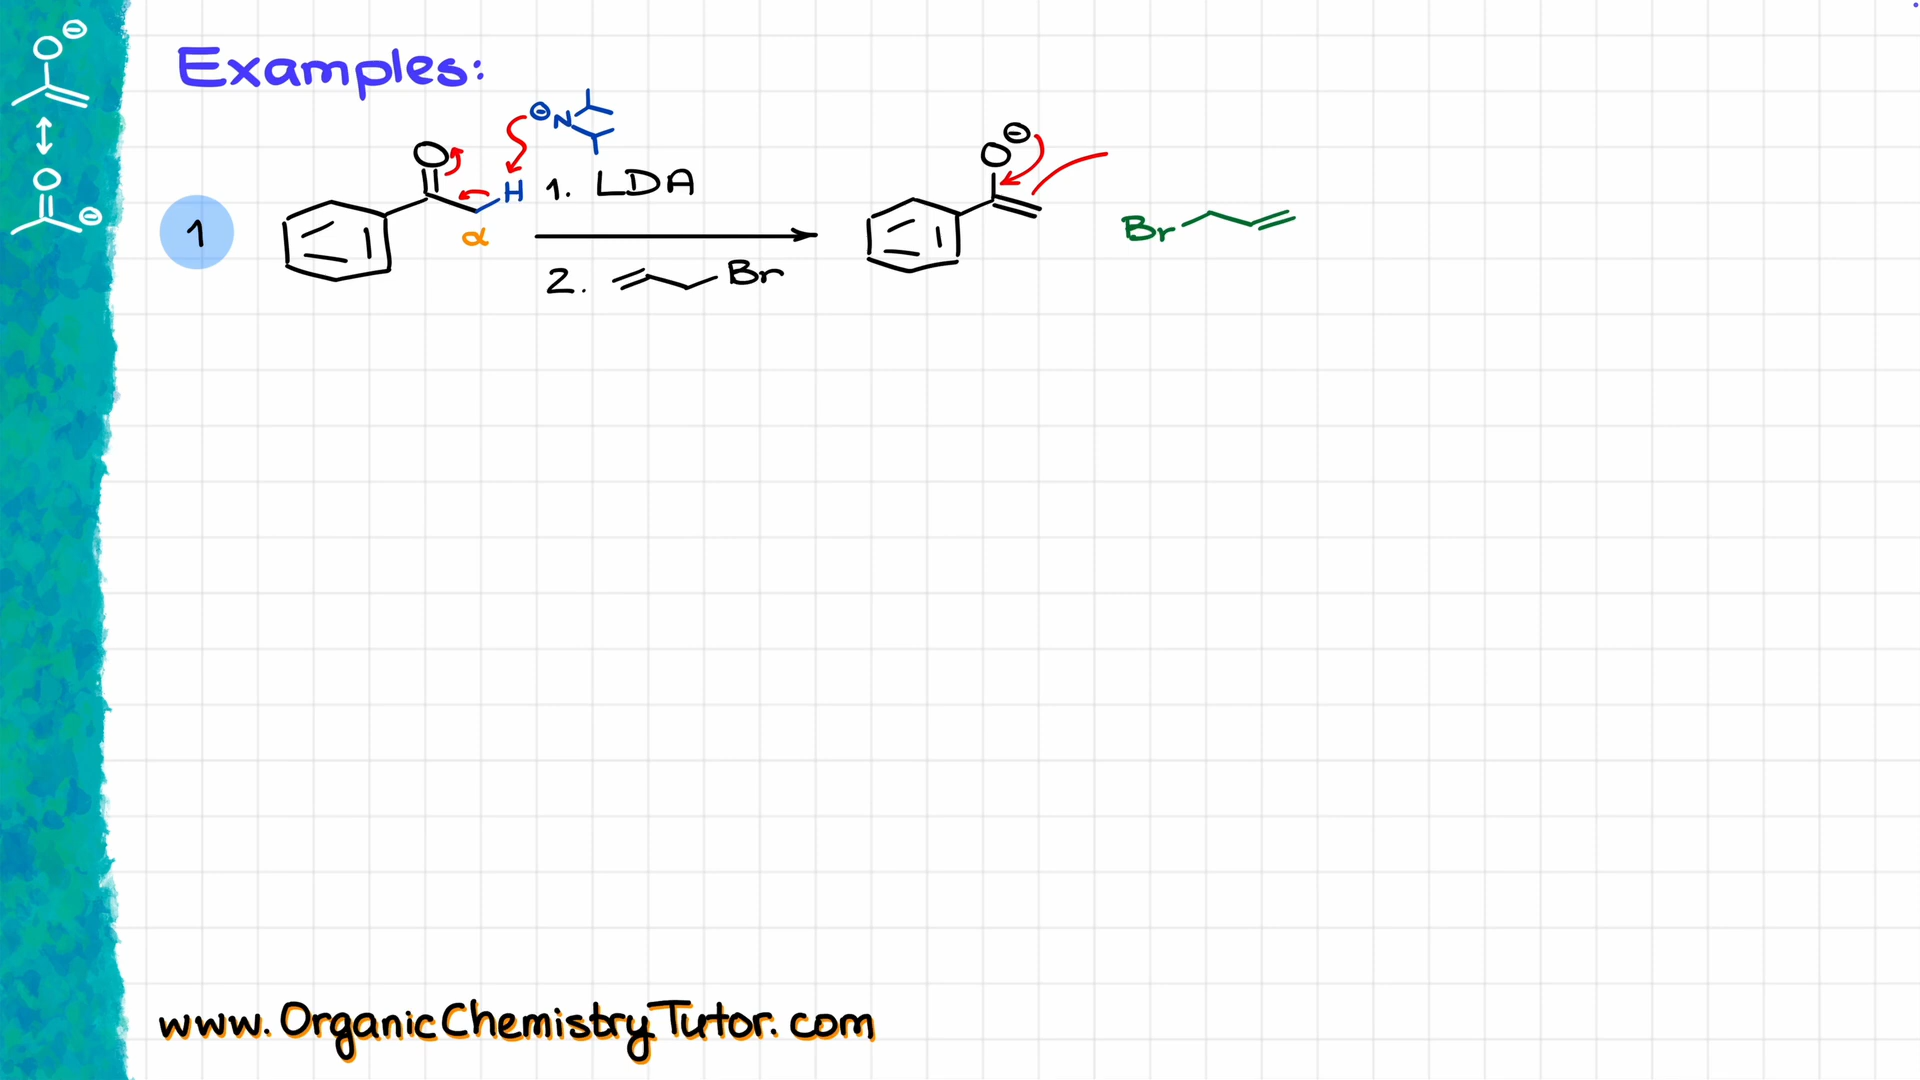 Examples:
O
⊖
O
⊖
O
⊖ N
H
1. LDA
1
α
2. Br
O ⊖
Br
www.OrganicChemistryTutor.com